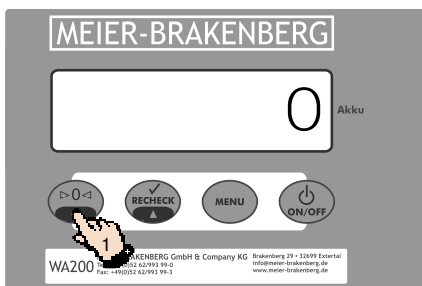 MEIER-BRAKENBERG
0
Akku
▷0◁
RECHECK
MENU
ON/OFF
1
WA200
AKENBERG GmbH & Company KG
52 62/993 99-0
Fax: +49(0)52 62/993 99-3
Brakenberg 29 • 32699 Extertal
info@meier-brakenberg.de
www.meier-brakenberg.de